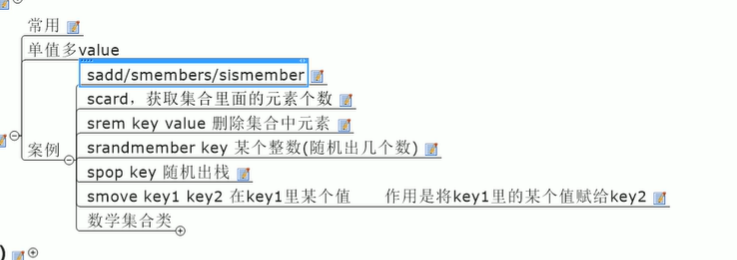 常用
单值多value
sadd/smembers/sismember
scard，获取集合里面的元素个数
srem key value 删除集合中元素
srandmember key 某个整数(随机出几个数)
案例
spop key 随机出栈
smove key1 key2 在key1里某个值 作用是将key1里的某个值赋给key2
数学集合类
)